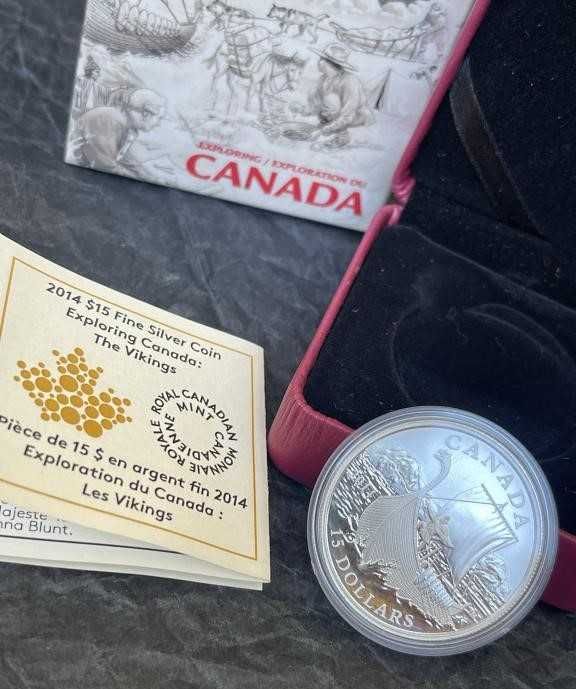 EXPLORING / EXPLORATION DU
CANADA
2014 $15 Fine Silver Coin
Exploring Canada:
The Vikings
ROYAL CANADIAN MINT
MONNAIE ROYALE CANADIENNE
Pièce de 15 $ en argent fin 2014
Exploration du Canada :
Les Vikings
Majesté
nna Blunt.
CANADA
15 DOLLARS